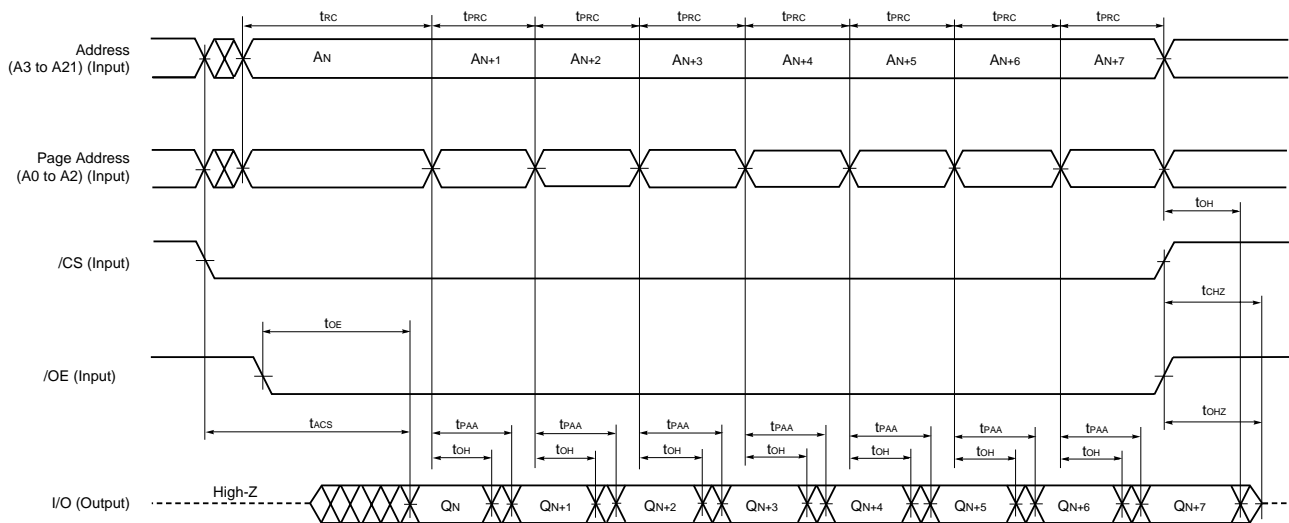 tRC tPRC tPRC tPRC tPRC tPRC tPRC tPRC
Address
(A3 to A21) (Input)
AN AN+1 AN+2 AN+3 AN+4 AN+5 AN+6 AN+7
Page Address
(A0 to A2) (Input)
tOH
/CS (Input)
tCHZ
tOE
/OE (Input)
tACS tPAA tPAA tPAA tPAA tPAA tPAA tPAA tOHZ
tOH tOH tOH tOH tOH tOH tOH
I/O (Output) High-Z QN QN+1 QN+2 QN+3 QN+4 QN+5 QN+6 QN+7